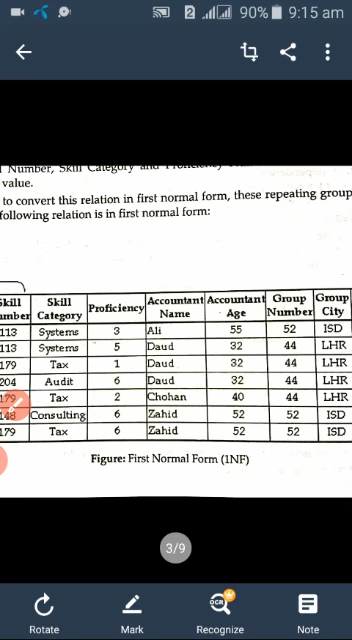 2 90% 9:15 am
Number, Skill Category and
value.
to convert this relation in first normal form, these repeating group
following relation is in first normal form:
Skill Skill Proficiency Accountant Accountant Group Group
Category Name Age Number City
113 Systems 3 Ali 55 52 ISD
113 Systems 5 Daud 32 44 LHR
179 Tax 1 Daud 32 44 LHR
204 Audit 6 Daud 32 44 LHR
179 Tax 2 Chohan 40 44 LHR
148 Consulting 6 Zahid 52 52 ISD
179 Tax 6 Zahid 52 52 ISD
Figure: First Normal Form (1NF)
3/9
OCR
Rotate Mark Recognize Note